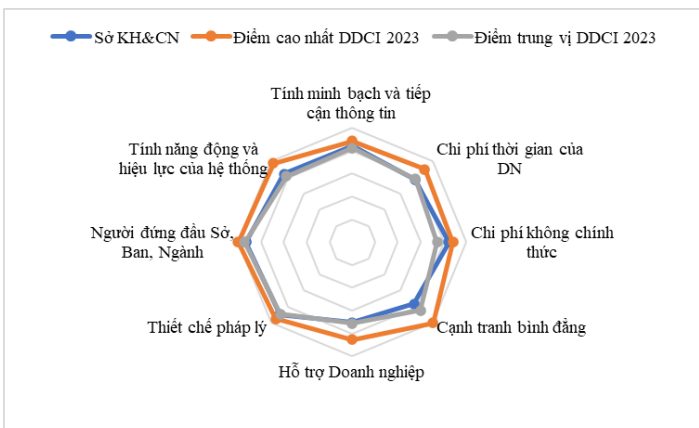 Sở KH&CN Điểm cao nhất DDCI 2023 Điểm trung vị DDCI 2023
Tính minh bạch và tiếp
cận thông tin
Chi phí thời gian của
DN
Chi phí không chính
thức
Cạnh tranh bình đẳng
Hỗ trợ Doanh nghiệp
Thiết chế pháp lý
Người đứng đầu Sở,
Ban, Ngành
Tính năng động và
hiệu lực của hệ thống